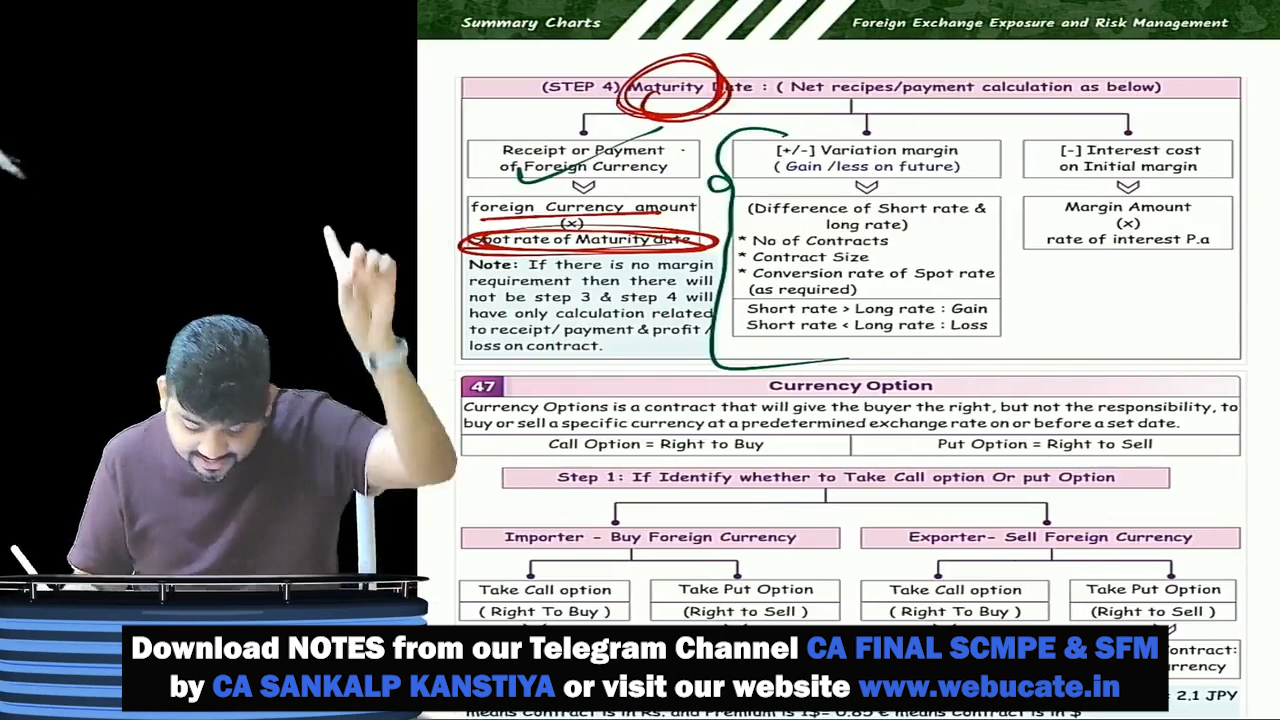 Summary Charts
Foreign Exchange Exposure and Risk Management
(STEP 4) Maturity Date : ( Net recipes/payment calculation as below)
Receipt or Payment
of Foreign Currency
foreign Currency amount
(x)
Spot rate of Maturity date
Note: If there is no margin
requirement then there will
not be step 3 & step 4 will
have only calculation related
to receipt/ payment & profit /
loss on contract.
[+/-] Variation margin
( Gain /less on future)
(Difference of Short rate &
long rate)
* No of Contracts
* Contract Size
* Conversion rate of Spot rate
(as required)
Short rate > Long rate : Gain
Short rate < Long rate : Loss
[-] Interest cost
on Initial margin
Margin Amount
(x)
rate of interest P.a
47
Currency Option
Currency Options is a contract that will give the buyer the right, but not the responsibility, to
buy or sell a specific currency at a predetermined exchange rate on or before a set date.
Call Option = Right to Buy
Put Option = Right to Sell
Step 1: If Identify whether to Take Call option Or put Option
Importer - Buy Foreign Currency
Exporter- Sell Foreign Currency
Take Call option
( Right To Buy )
Take Put Option
(Right to Sell)
Take Call option
( Right To Buy )
Take Put Option
(Right to Sell )
Contract:
= 2.1 JPY
Download NOTES from our Telegram Channel CA FINAL SCMPE & SFM
by CA SANKALP KANSTIYA or visit our website www.webucate.in